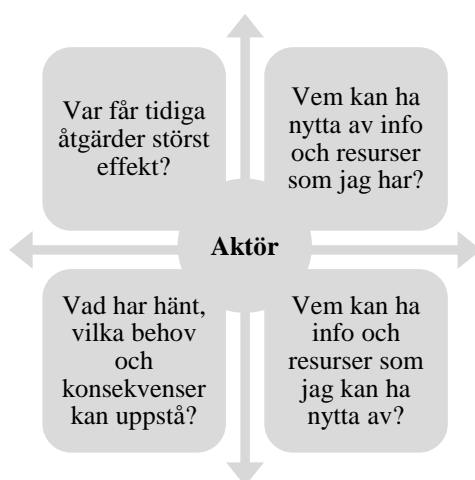 Var får tidiga
åtgärder störst
effekt?
Vem kan ha
nytta av info
och resurser
som jag har?
Aktör
Vad har hänt,
vilka behov
och
konsekvenser
kan uppstå?
Vem kan ha
info och
resurser som
jag kan ha
nytta av?